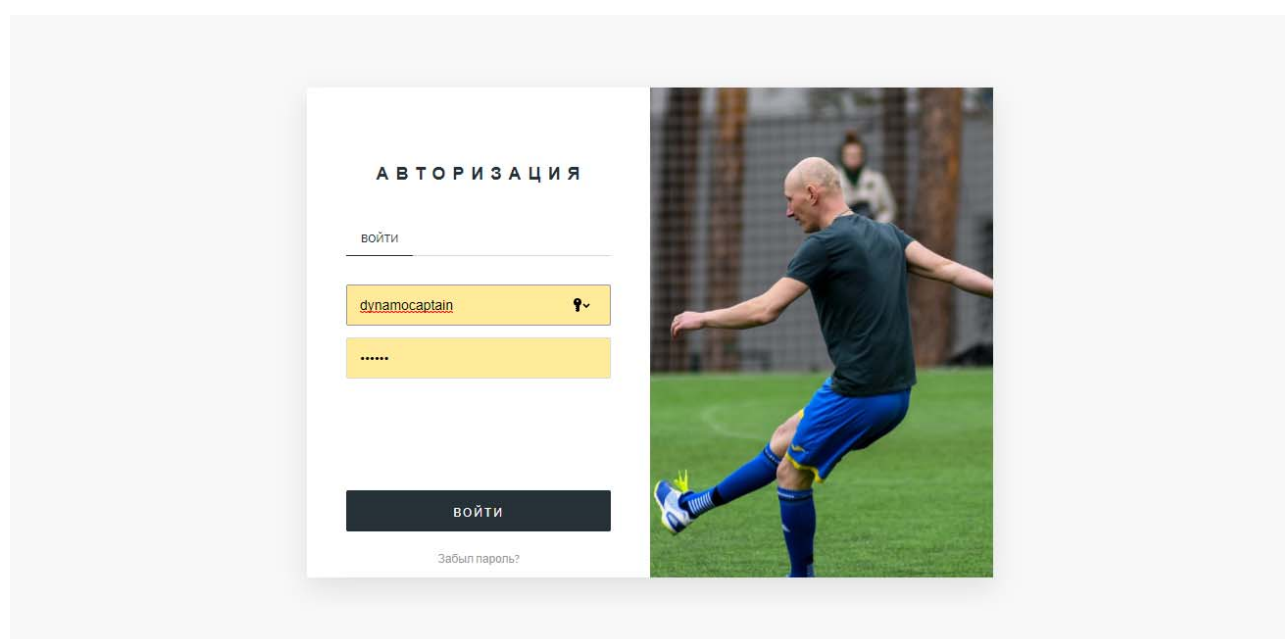 АВТОРИЗАЦИЯ
ВОЙТИ
dynamocaptain
••••••
ВОЙТИ
Забыл пароль?